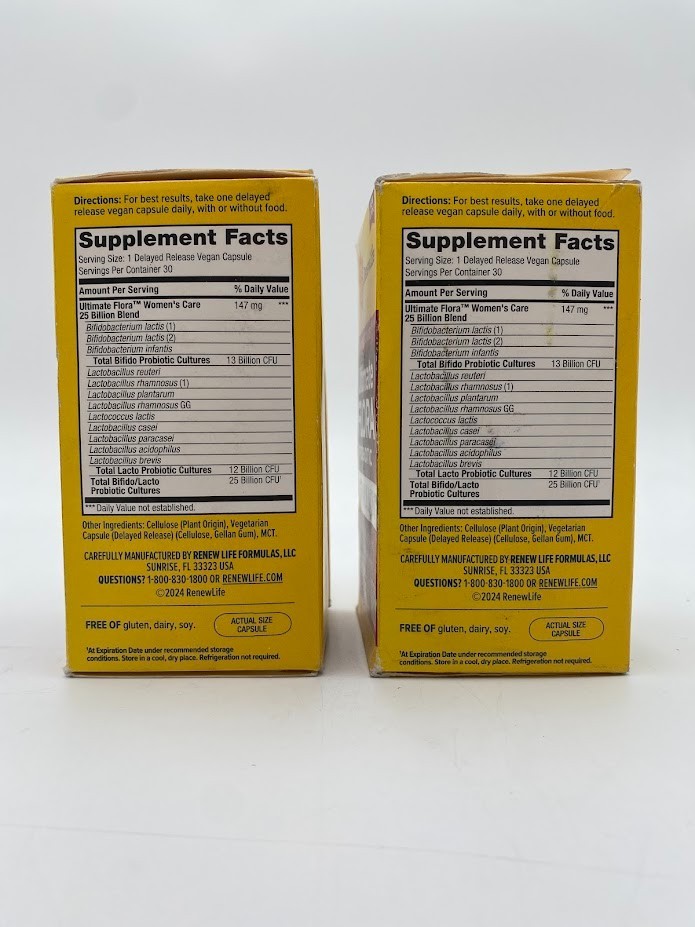 Directions: For best results, take one delayed
release vegan capsule daily, with or without food.
Supplement Facts
Serving Size: 1 Delayed Release Vegan Capsule
Servings Per Container 30
Amount Per Serving % Daily Value
Ultimate Flora™ Women's Care 147 mg ***
25 Billion Blend
Bifidobacterium lactis (1)
Bifidobacterium lactis (2)
Bifidobacterium infantis
Total Bifido Probiotic Cultures 13 Billion CFU
Lactobacillus reuteri
Lactobacillus rhamnosus (1)
Lactobacillus plantarum
Lactobacillus rhamnosus GG
Lactococcus lactis
Lactobacillus casei
Lactobacillus paracasei
Lactobacillus acidophilus
Lactobacillus brevis
Total Lacto Probiotic Cultures 12 Billion CFU
Total Bifido/Lacto 25 Billion CFU†
Probiotic Cultures
*** Daily Value not established.
Other Ingredients: Cellulose (Plant Origin), Vegetarian
Capsule (Delayed Release) (Cellulose, Gellan Gum), MCT.
CAREFULLY MANUFACTURED BY RENEW LIFE FORMULAS, LLC
SUNRISE, FL 33323 USA
QUESTIONS? 1-800-830-1800 OR RENEWLIFE.COM
©2024 RenewLife
FREE OF gluten, dairy, soy.
ACTUAL SIZE
CAPSULE
†At Expiration Date under recommended storage
conditions. Store in a cool, dry place. Refrigeration not required.
Directions: For best results, take one delayed
release vegan capsule daily, with or without food.
Supplement Facts
Serving Size: 1 Delayed Release Vegan Capsule
Servings Per Container 30
Amount Per Serving % Daily Value
Ultimate Flora™ Women's Care 147 mg ***
25 Billion Blend
Bifidobacterium lactis (1)
Bifidobacterium lactis (2)
Bifidobacterium infantis
Total Bifido Probiotic Cultures 13 Billion CFU
Lactobacillus reuteri
Lactobacillus rhamnosus (1)
Lactobacillus plantarum
Lactobacillus rhamnosus GG
Lactococcus lactis
Lactobacillus casei
Lactobacillus paracasei
Lactobacillus acidophilus
Lactobacillus brevis
Total Lacto Probiotic Cultures 12 Billion CFU
Total Bifido/Lacto 25 Billion CFU†
Probiotic Cultures
*** Daily Value not established.
Other Ingredients: Cellulose (Plant Origin), Vegetarian
Capsule (Delayed Release) (Cellulose, Gellan Gum), MCT.
CAREFULLY MANUFACTURED BY RENEW LIFE FORMULAS, LLC
SUNRISE, FL 33323 USA
QUESTIONS? 1-800-830-1800 OR RENEWLIFE.COM
©2024 RenewLife
FREE OF gluten, dairy, soy.
ACTUAL SIZE
CAPSULE
†At Expiration Date under recommended storage
conditions. Store in a cool, dry place. Refrigeration not required.